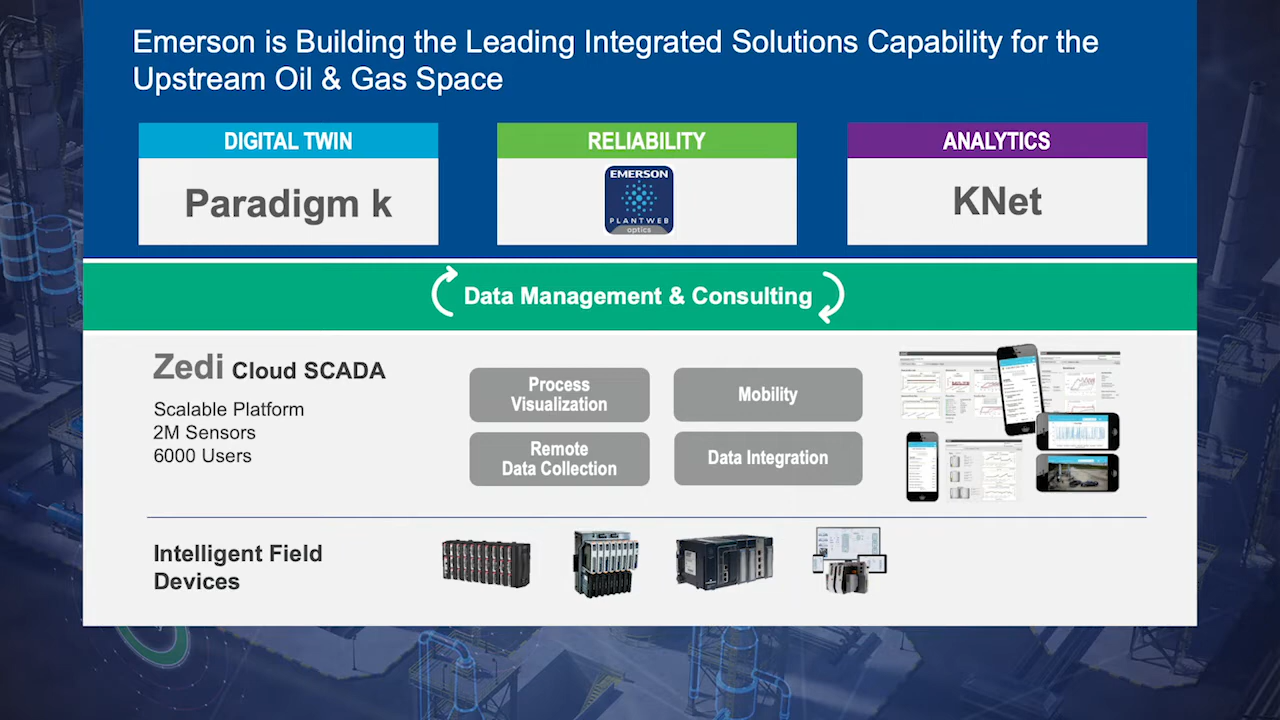 Emerson is Building the Leading Integrated Solutions Capability for the
Upstream Oil & Gas Space
DIGITAL TWIN
RELIABILITY
ANALYTICS
Paradigm k
EMERSON
PLANTWEB
optics
KNet
Data Management & Consulting
Zedi Cloud SCADA
Scalable Platform
2M Sensors
6000 Users
Process
Visualization
Mobility
Remote
Data Collection
Data Integration
Intelligent Field
Devices